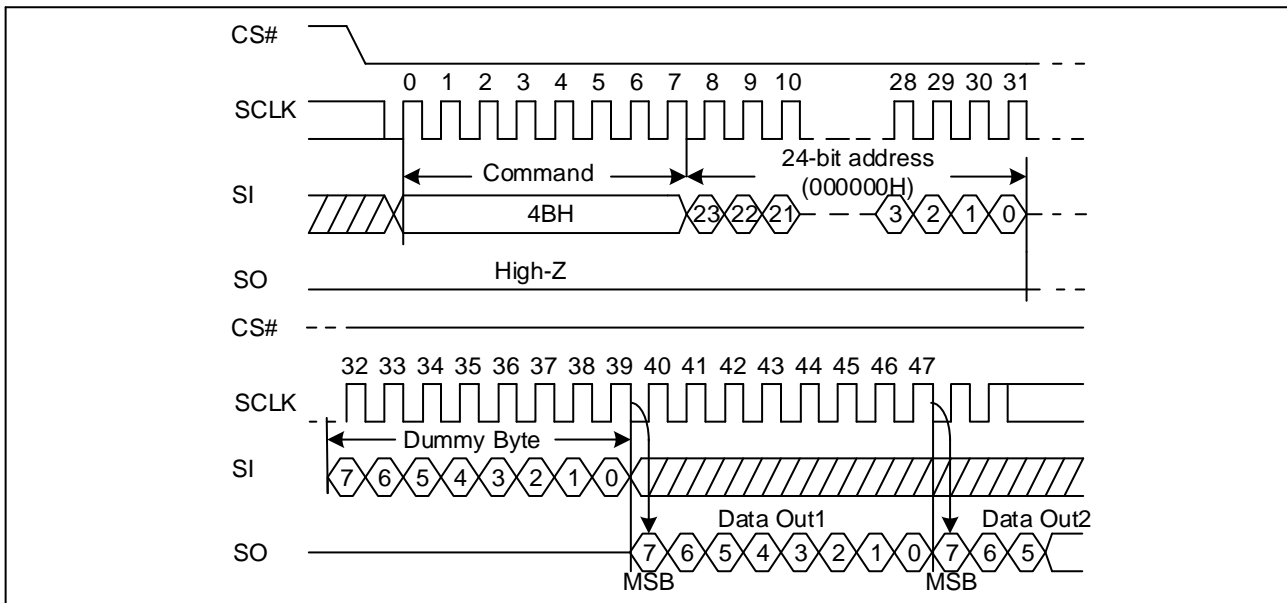 CS#
0 1 2 3 4 5 6 7 8 9 10 28 29 30 31
SCLK
Command
24-bit address
(000000H)
SI
4BH
23 22 21 3 2 1 0
High-Z
SO
CS#
32 33 34 35 36 37 38 39 40 41 42 43 44 45 46 47
SCLK
Dummy Byte
SI
7 6 5 4 3 2 1 0
Data Out1 Data Out2
SO
7 6 5 4 3 2 1 0 7 6 5
MSB MSB